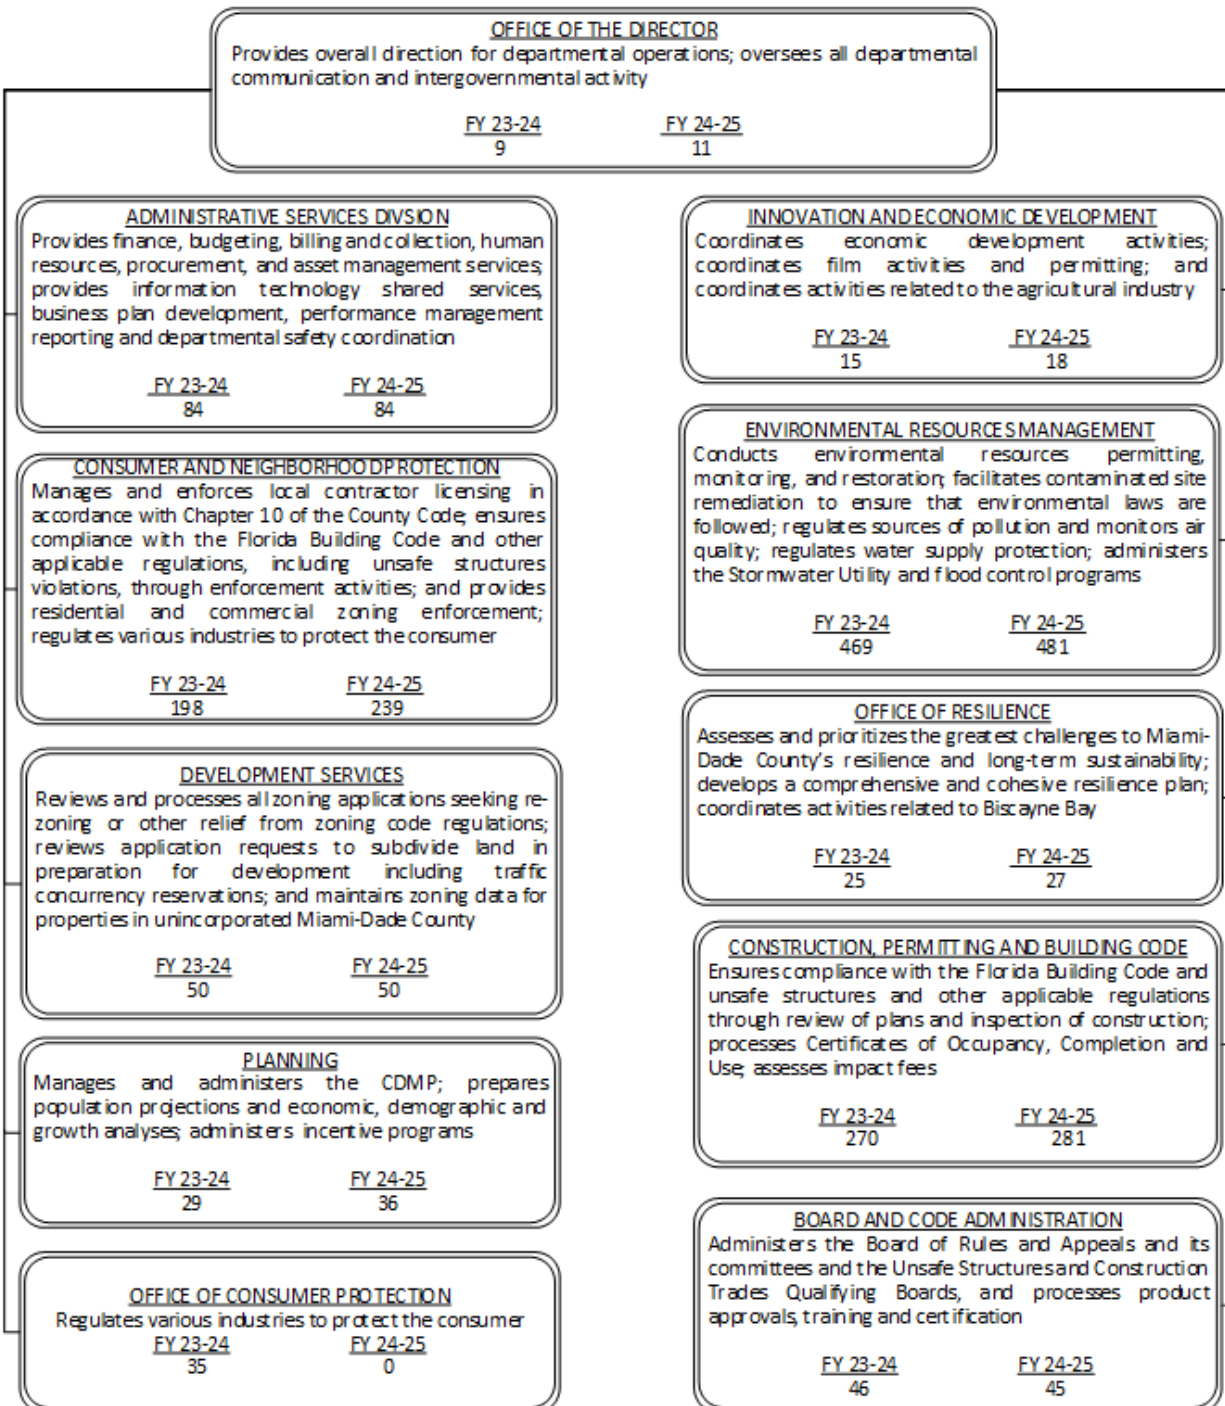 OFFICE OF THE DIRECTOR
Provides overall direction for departmental operations; oversees all departmental
communication and intergovernmental activity
FY 23-24 FY 24-25
9 11
ADMINISTRATIVE SERVICES DIVSION
Provides finance, budgeting, billing and collection, human
resources, procurement, and asset management services;
provides information technology shared services,
business plan development, performance management
reporting and departmental safety coordination
FY 23-24 FY 24-25
84 84
CONSUMER AND NEIGHBORHOOD PROTECTION
Manages and enforces local contractor licensing in
accordance with Chapter 10 of the County Code; ensures
compliance with the Florida Building Code and other
applicable regulations, including unsafe structures
violations, through enforcement activities; and provides
residential and commercial zoning enforcement;
regulates various industries to protect the consumer
FY 23-24 FY 24-25
198 239
DEVELOPMENT SERVICES
Reviews and processes all zoning applications seeking re-
zoning or other relief from zoning code regulations;
reviews application requests to subdivide land in
preparation for development including traffic
concurrency reservations; and maintains zoning data for
properties in unincorporated Miami-Dade County
FY 23-24 FY 24-25
50 50
PLANNING
Manages and administers the CDMP; prepares
population projections and economic, demographic and
growth analyses; administers incentive programs
FY 23-24 FY 24-25
29 36
OFFICE OF CONSUMER PROTECTION
Regulates various industries to protect the consumer
FY 23-24 FY 24-25
35 0
INNOVATION AND ECONOMIC DEVELOPMENT
Coordinates economic development activities;
coordinates film activities and permitting; and
coordinates activities related to the agricultural industry
FY 23-24 FY 24-25
15 18
ENVIRONMENTAL RESOURCES MANAGEMENT
Conducts environmental resources permitting,
monitoring, and restoration; facilitates contaminated site
remediation to ensure that environmental laws are
followed; regulates sources of pollution and monitors air
quality; regulates water supply protection; administers
the Stormwater Utility and flood control programs
FY 23-24 FY 24-25
469 481
OFFICE OF RESILIENCE
Assesses and prioritizes the greatest challenges to Miami-
Dade County's resilience and long-term sustainability;
develops a comprehensive and cohesive resilience plan;
coordinates activities related to Biscayne Bay
FY 23-24 FY 24-25
25 27
CONSTRUCTION, PERMITTING AND BUILDING CODE
Ensures compliance with the Florida Building Code and
unsafe structures and other applicable regulations
through review of plans and inspection of construction;
processes Certificates of Occupancy, Completion and
Use; assesses impact fees
FY 23-24 FY 24-25
270 281
BOARD AND CODE ADMINISTRATION
Administers the Board of Rules and Appeals and its
committees and the Unsafe Structures and Construction
Trades Qualifying Boards, and processes product
approvals, training and certification
FY 23-24 FY 24-25
46 45